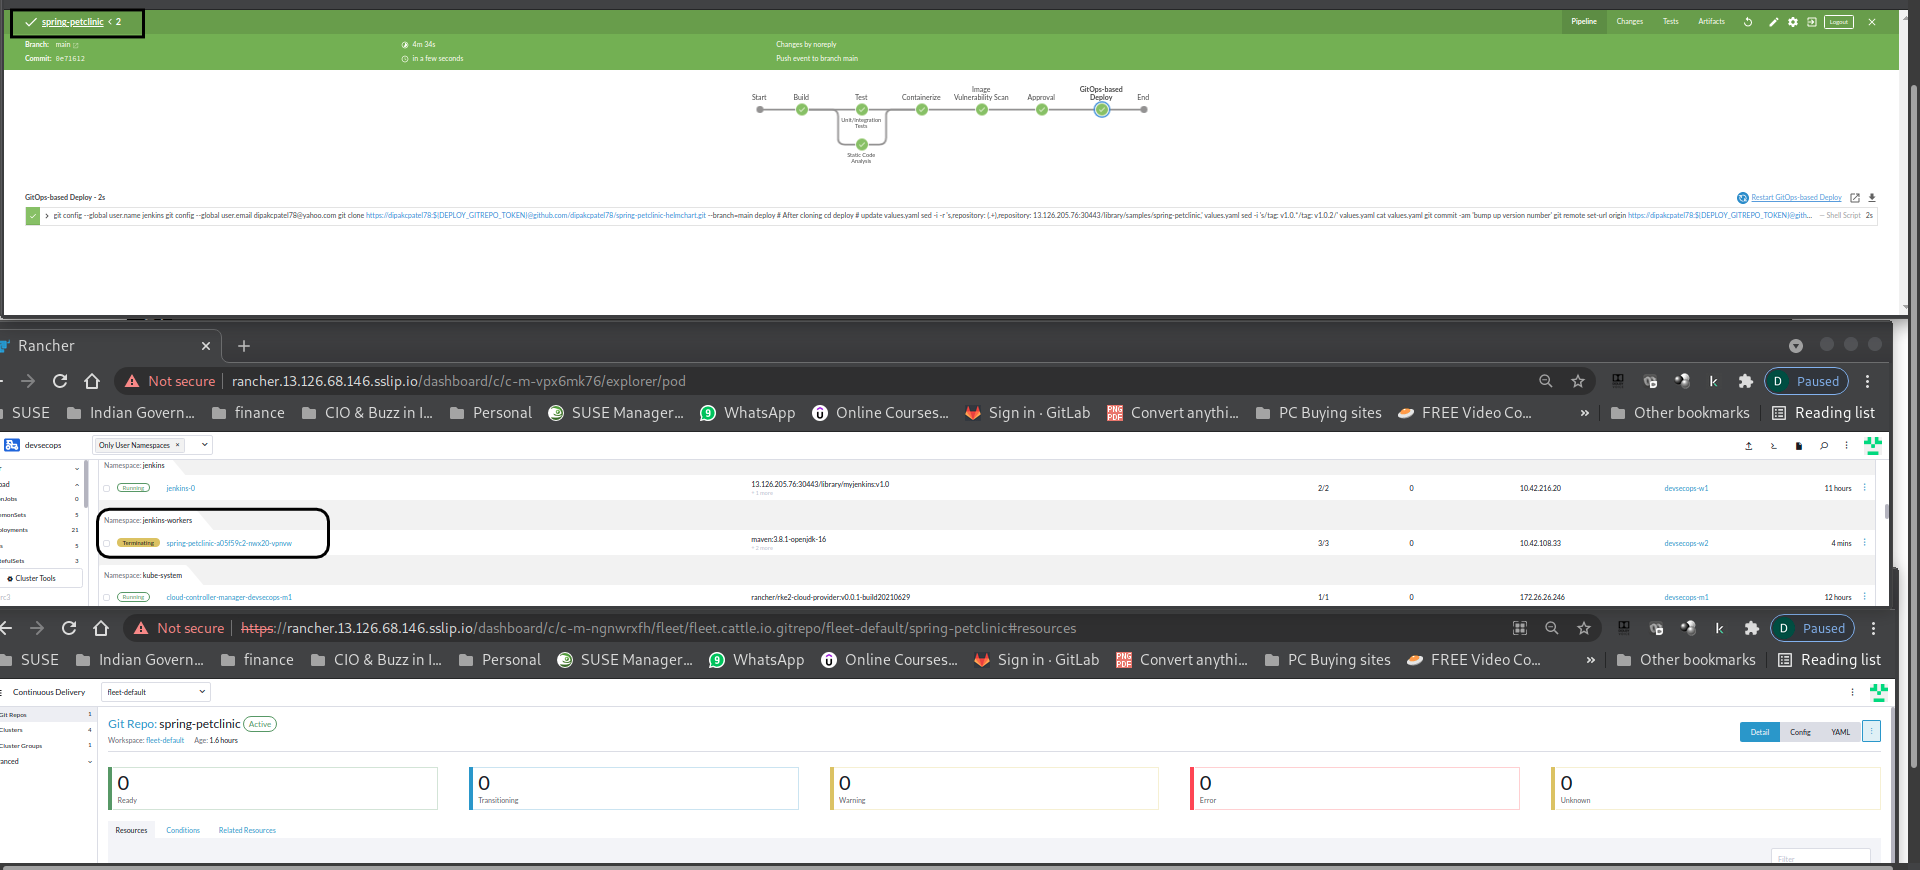 spring-petclinic < 2
Pipeline Changes Tests Artifacts Logout
Branch: main
4m 34s
Changes by noreply
Commit: 0e71612
in a few seconds
Push event to branch main
Start Build Test Containerize Image Vulnerability Scan Approval GitOps-based Deploy End
Unit/Integration Tests
Static Code Analysis
GitOps-based Deploy - 2s
Restart GitOps-based Deploy
git config --global user.name jenkins git config --global user.email dipakcpatel78@yahoo.com git clone https://dipakcpatel78:$(DEPLOY_GITREPO_TOKEN)@github.com/dipakcpatel78/spring-petclinic-helmchart.git --branch=main deploy # After cloning cd deploy # update values.yaml sed -i -r 's,repository: (.+),repository: 13.126.205.76:30443/library/samples/spring-petclinic,' values.yaml sed -i 's/tag: v1.0.*/tag: v1.0.2/' values.yaml cat values.yaml git commit -am 'bump up version number' git remote set-url origin https://dipakcpatel78:$(DEPLOY_GITREPO_TOKEN)@gith... -- Shell Script 2s
Rancher
Not secure rancher.13.126.68.146.sslip.io/dashboard/c/c-m-vpx6mk76/explorer/pod D Paused
SUSE Indian Govern... finance CIO & Buzz in I... Personal SUSE Manager... WhatsApp Online Courses... Sign in · GitLab PNG PDF Convert anythi... PC Buying sites FREE Video Co... » Other bookmarks Reading list
devsecops Only User Namespaces ×
Namespace: jenkins
oad
onJobs 0
Running jenkins-0 13.126.205.76:30443/library/myjenkins:v1.0 2/2 0 10.42.216.20 devsecops-w1 11 hours
+ 1 more
emonSets 5
Namespace: jenkins-workers
ployments 21
Terminating spring-petclinic-a05f59c2-nwx20-vpnvw maven:3.8.1-openjdk-16 3/3 0 10.42.108.33 devsecops-w2 4 mins
+ 2 more
s 5
tefulSets 3
Cluster Tools
Namespace: kube-system
rc3
Running cloud-controller-manager-devsecops-m1 rancher/rke2-cloud-provider:v0.0.1-build20210629 1/1 0 172.26.26.246 devsecops-m1 12 hours
Not secure https://rancher.13.126.68.146.sslip.io/dashboard/c/c-m-ngnwrxfh/fleet/fleet.cattle.io.gitrepo/fleet-default/spring-petclinic#resources D Paused
SUSE Indian Govern... finance CIO & Buzz in I... Personal SUSE Manager... WhatsApp Online Courses... Sign in · GitLab PNG PDF Convert anythi... PC Buying sites FREE Video Co... » Other bookmarks Reading list
Continuous Delivery fleet-default
Git Repos 1
Clusters 4
Cluster Groups 1
anced
Git Repo: spring-petclinic Active
Workspace: fleet-default Age: 1.6 hours
Detail Config YAML
0 0 0 0 0
Ready Transitioning Warning Error Unknown
Resources Conditions Related Resources
Filter